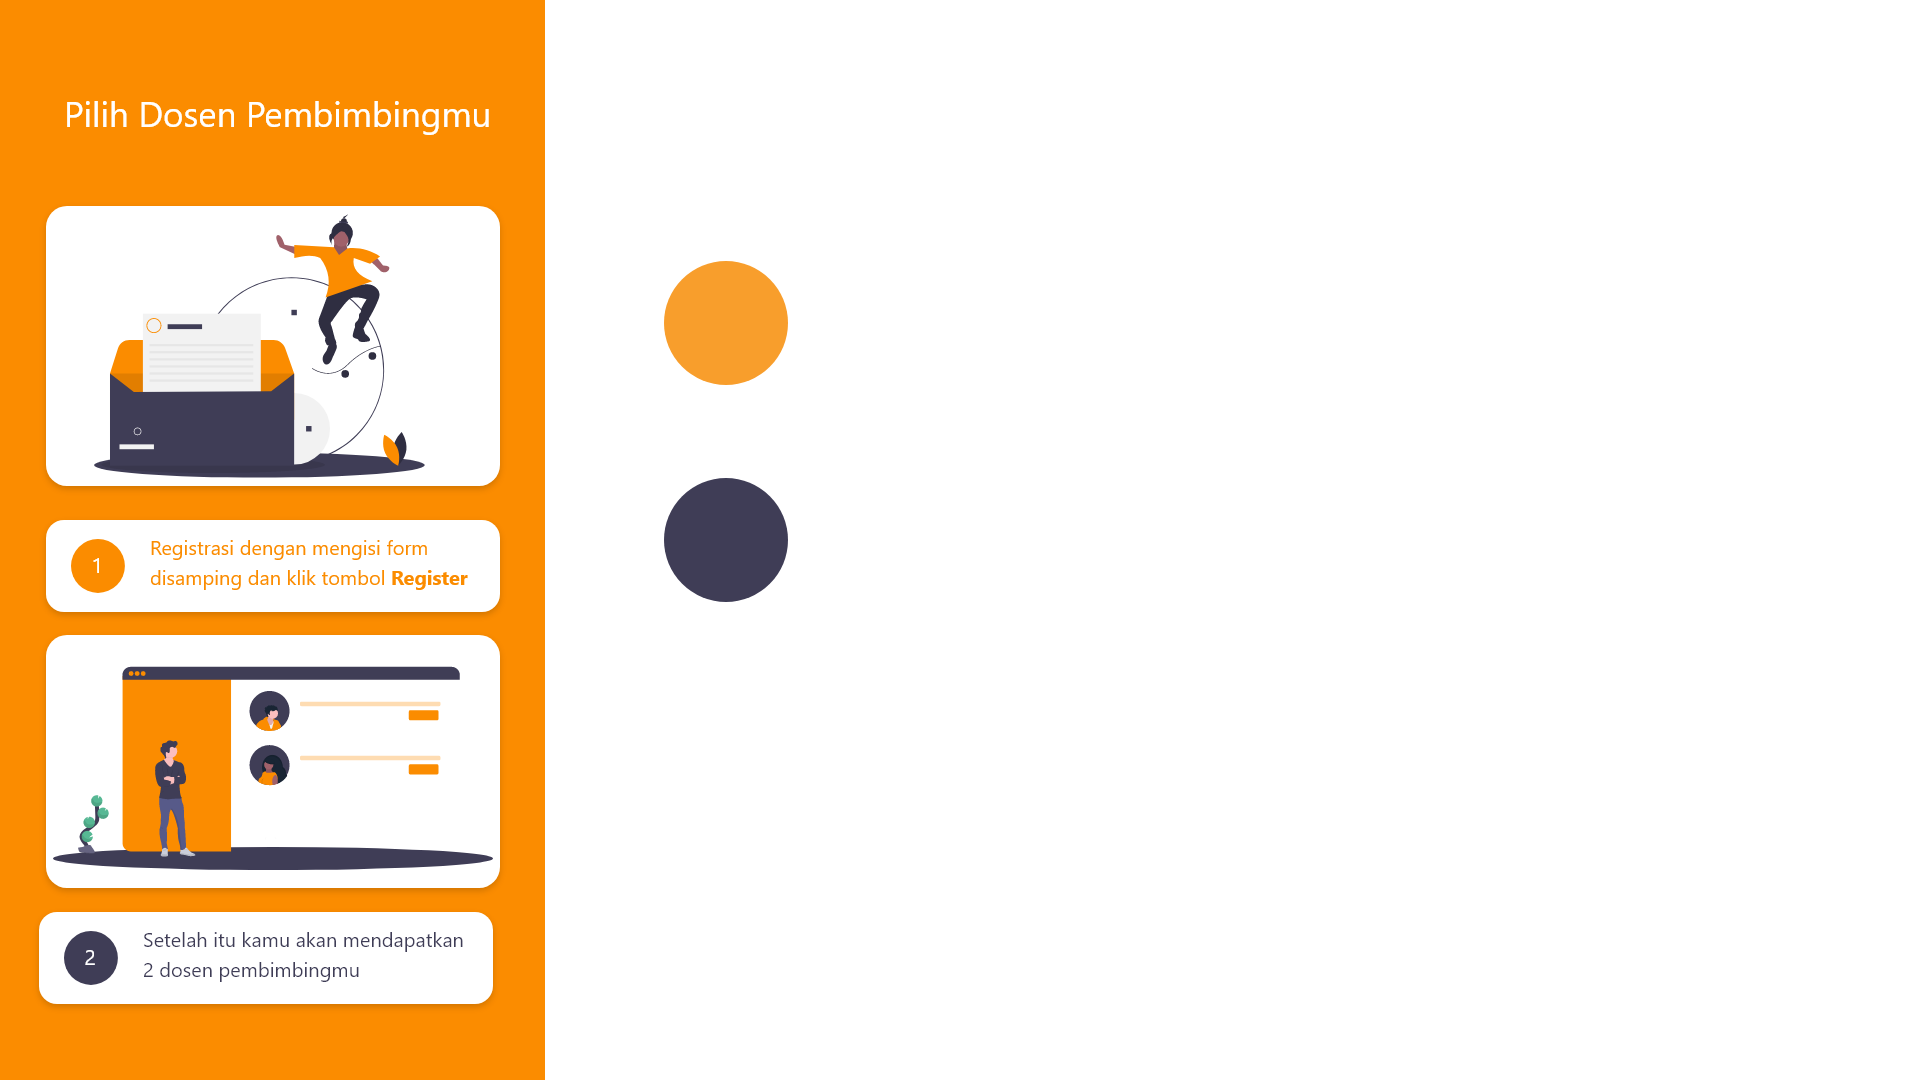 Pilih Dosen Pembimbingmu
1
Registrasi dengan mengisi form
disamping dan klik tombol Register
2
Setelah itu kamu akan mendapatkan
2 dosen pembimbingmu